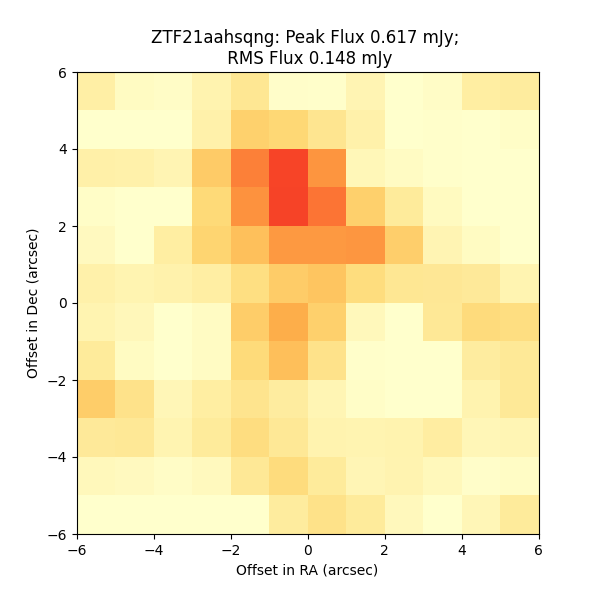 ZTF21aahsqng: Peak Flux 0.617 mJy;
RMS Flux 0.148 mJy
6
4
2
0
−2
−4
−6
Offset in Dec (arcsec)
−6 −4 −2 0 2 4 6
Offset in RA (arcsec)